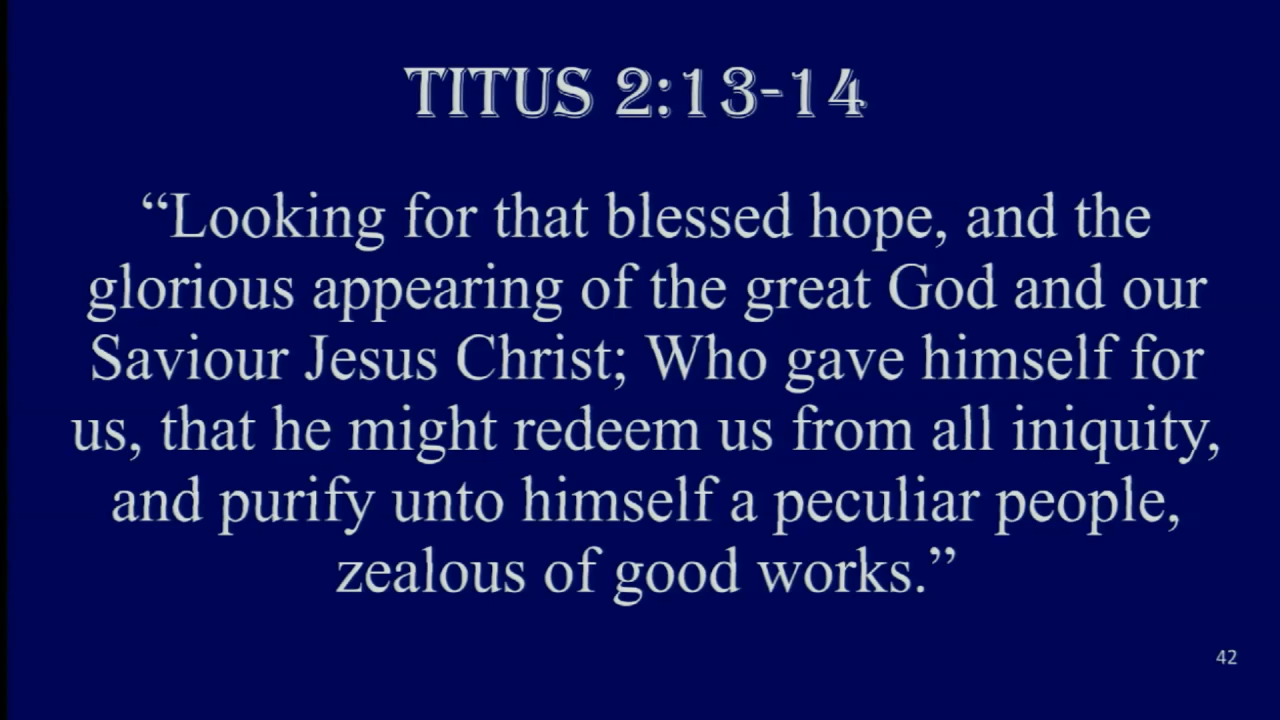 TITUS 2:13-14
“Looking for that blessed hope, and the
glorious appearing of the great God and our
Saviour Jesus Christ; Who gave himself for
us, that he might redeem us from all iniquity,
and purify unto himself a peculiar people,
zealous of good works.”
42